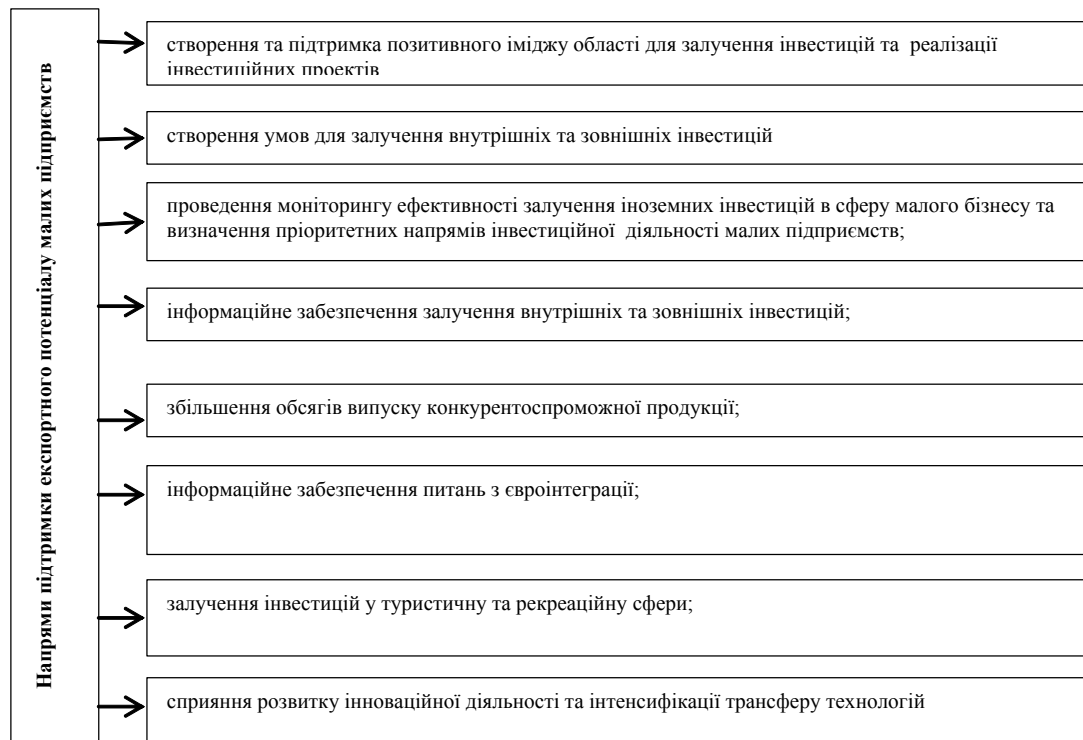 Напрями підтримки експортного потенціалу малих підприємств
створення та підтримка позитивного іміджу області для залучення інвестицій та реалізації
інвестиційних проектів
створення умов для залучення внутрішніх та зовнішніх інвестицій
проведення моніторингу ефективності залучення іноземних інвестицій в сферу малого бізнесу та
визначення пріоритетних напрямів інвестиційної діяльності малих підприємств;
інформаційне забезпечення залучення внутрішніх та зовнішніх інвестицій;
збільшення обсягів випуску конкурентоспроможної продукції;
інформаційне забезпечення питань з євроінтеграції;
залучення інвестицій у туристичну та рекреаційну сфери;
сприяння розвитку інноваційної діяльності та інтенсифікації трансферу технологій